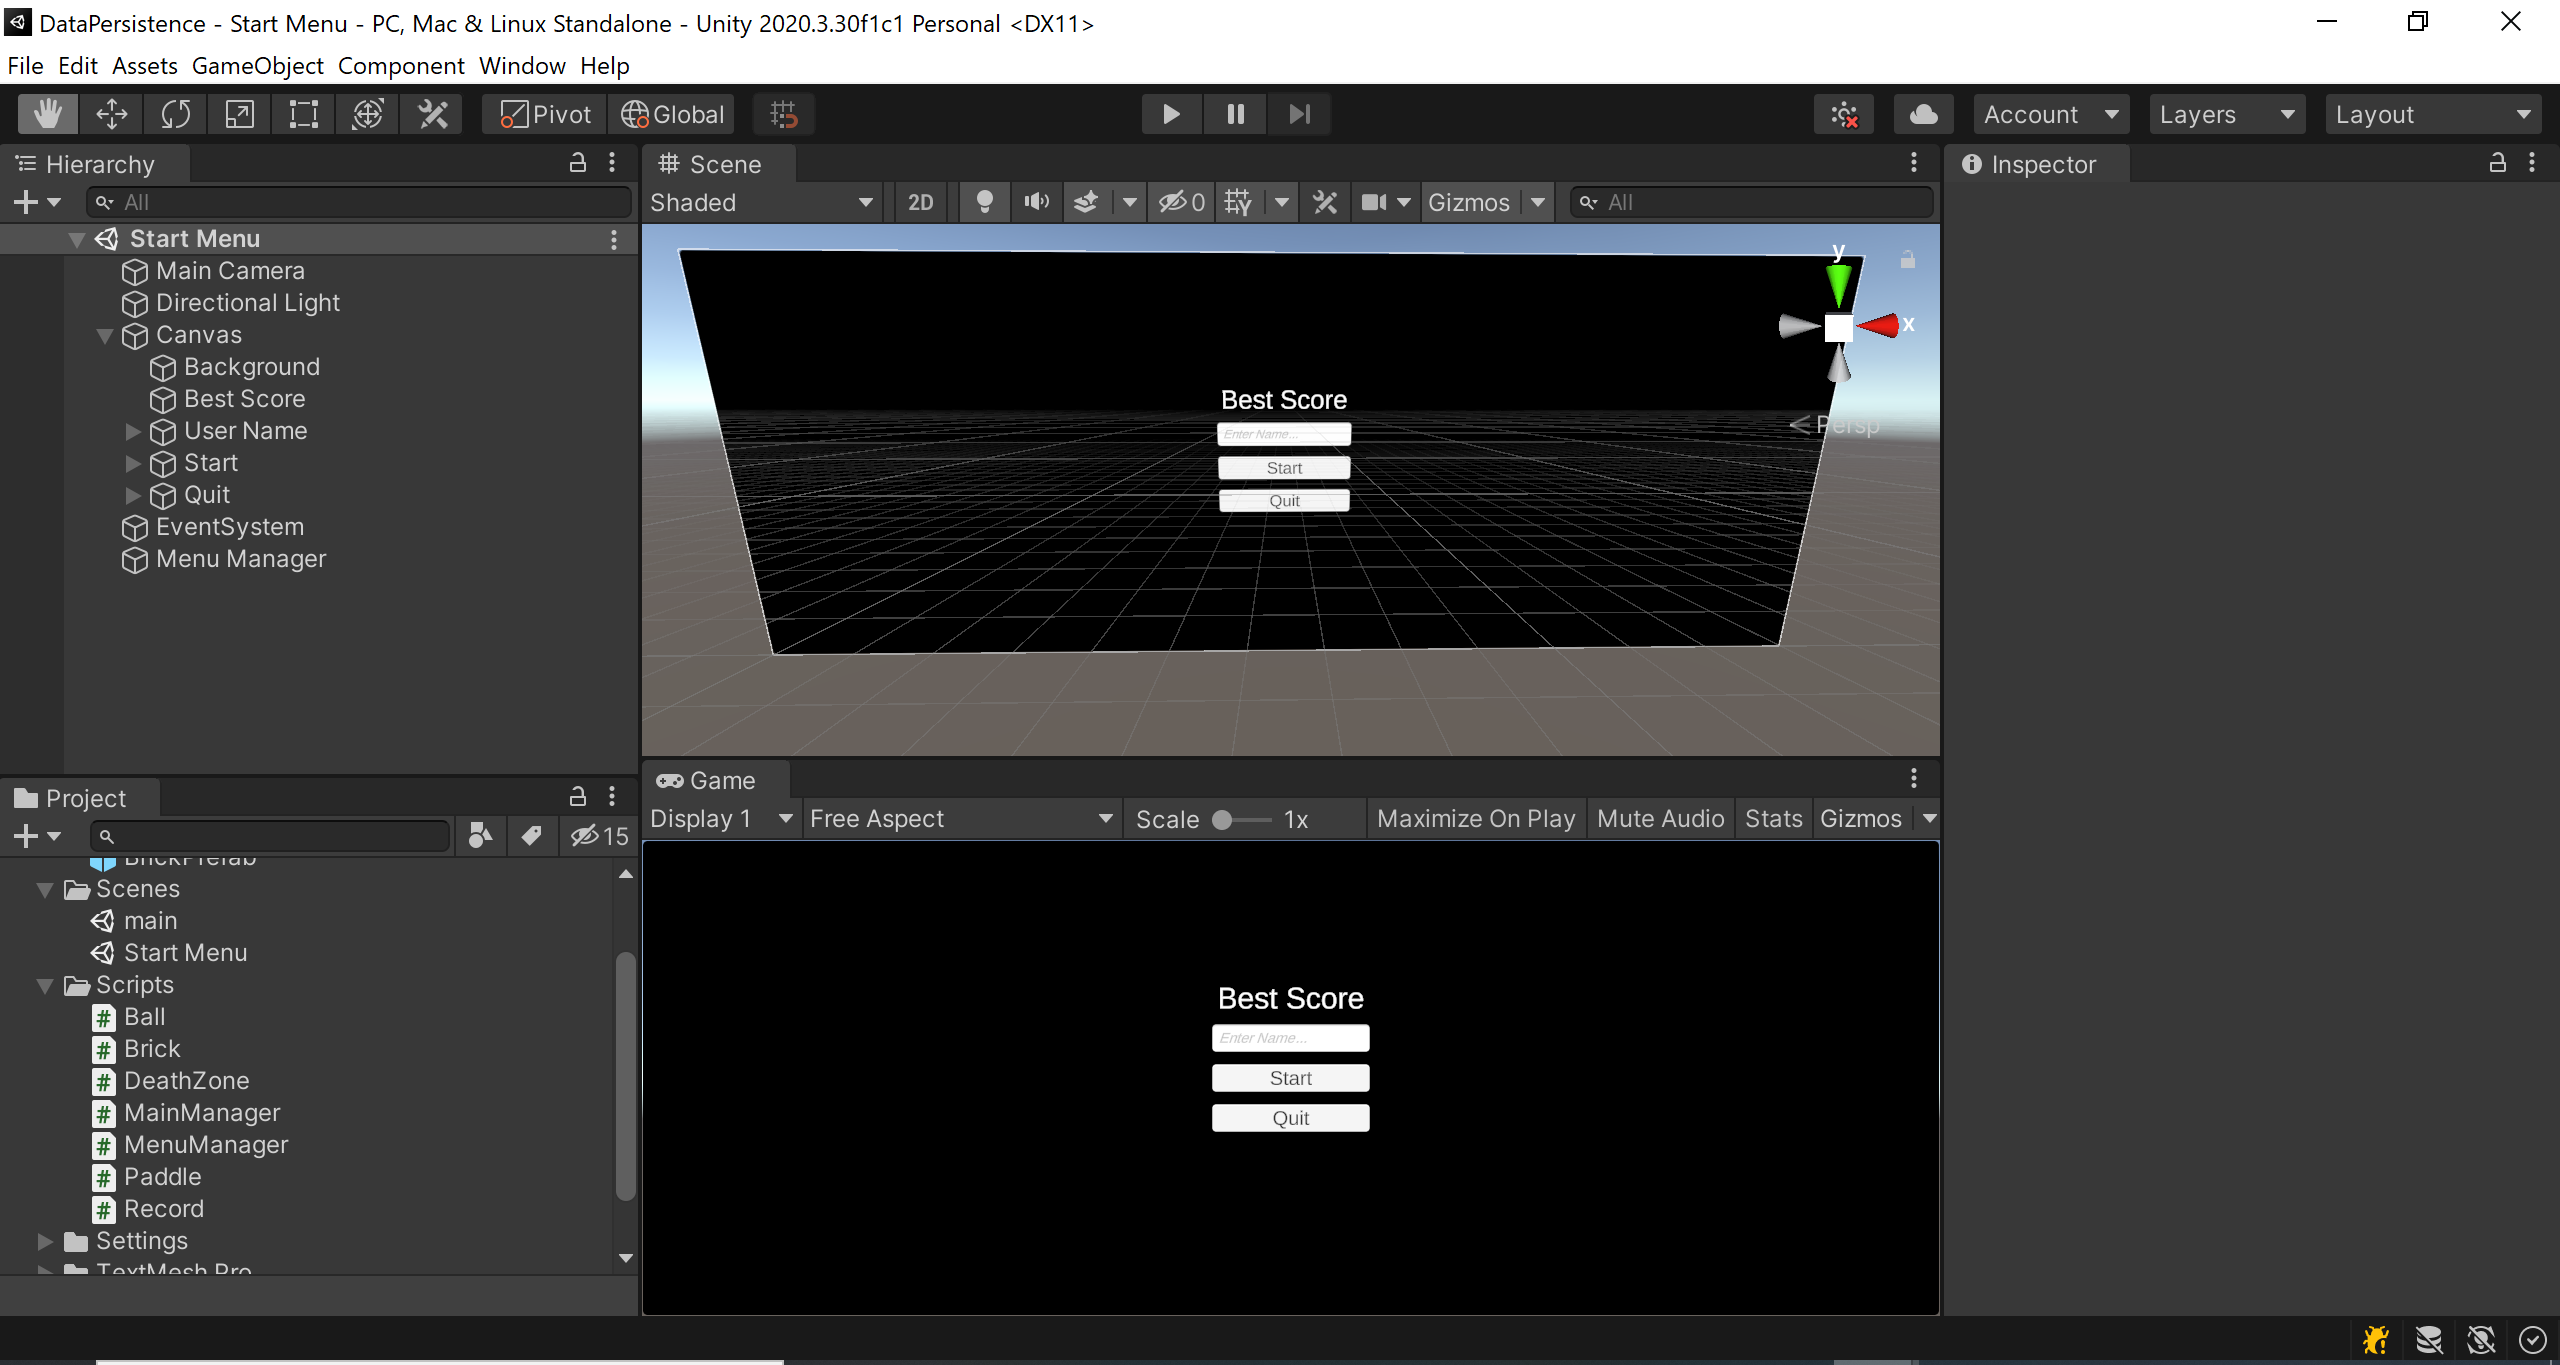 DataPersistence - Start Menu - PC, Mac & Linux Standalone - Unity 2020.3.30f1c1 Personal <DX11>
File Edit Assets GameObject Component Window Help
Pivot Global Account Layers Layout
Hierarchy
All
Start Menu
Main Camera
Directional Light
Canvas
Background
Best Score
User Name
Start
Quit
EventSystem
Menu Manager
Scene
Shaded 2D 0 Gizmos All
y
x
Persp
Best Score
Enter Name...
Start
Quit
Inspector
Project
15
BrickPrefab
Scenes
main
Start Menu
Scripts
Ball
Brick
DeathZone
MainManager
MenuManager
Paddle
Record
Settings
TextMesh Pro
Game
Display 1 Free Aspect Scale 1x Maximize On Play Mute Audio Stats Gizmos
Best Score
Enter Name...
Start
Quit